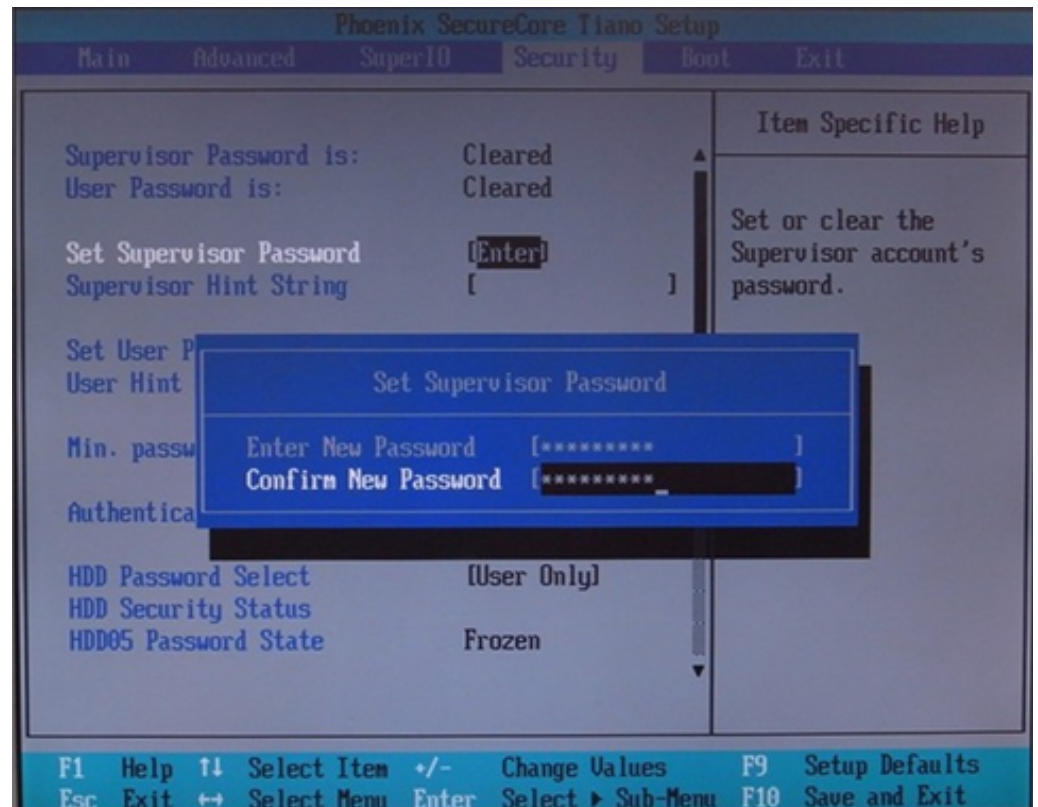 Phoenix SecureCore Tiano Setup
Main Advanced SuperIO Security Boot Exit
Item Specific Help
Supervisor Password is: Cleared
User Password is: Cleared
Set Supervisor Password [Enter]
Supervisor Hint String [ ]
Set or clear the
Supervisor account's
password.
Set User P
User Hint
Min. passw
Authentica
Set Supervisor Password
Enter New Password [********* ]
Confirm New Password [*********_ ]
HDD Password Select [User Only]
HDD Security Status
HDD05 Password State Frozen
F1 Help ↑↓ Select Item +/- Change Values F9 Setup Defaults
Esc Exit ↔ Select Menu Enter Select ▶ Sub-Menu F10 Save and Exit